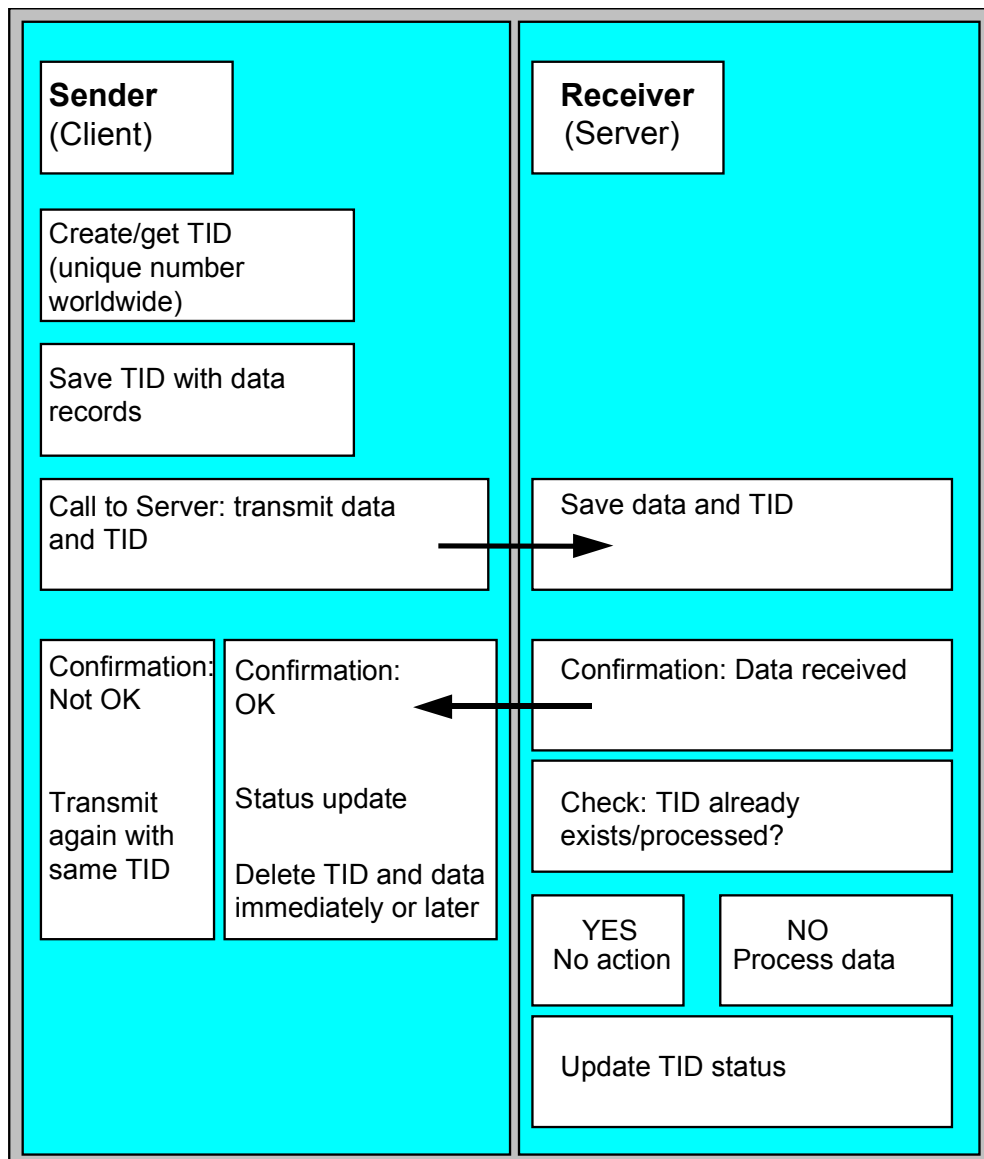 Sender
(Client)
Receiver
(Server)
Create/get TID
(unique number
worldwide)
Save TID with data
records
Call to Server: transmit data
and TID
Save data and TID
Confirmation:
Not OK
Transmit
again with
same TID
Confirmation:
OK
Status update
Delete TID and data
immediately or later
Confirmation: Data received
Check: TID already
exists/processed?
YES
No action
NO
Process data
Update TID status